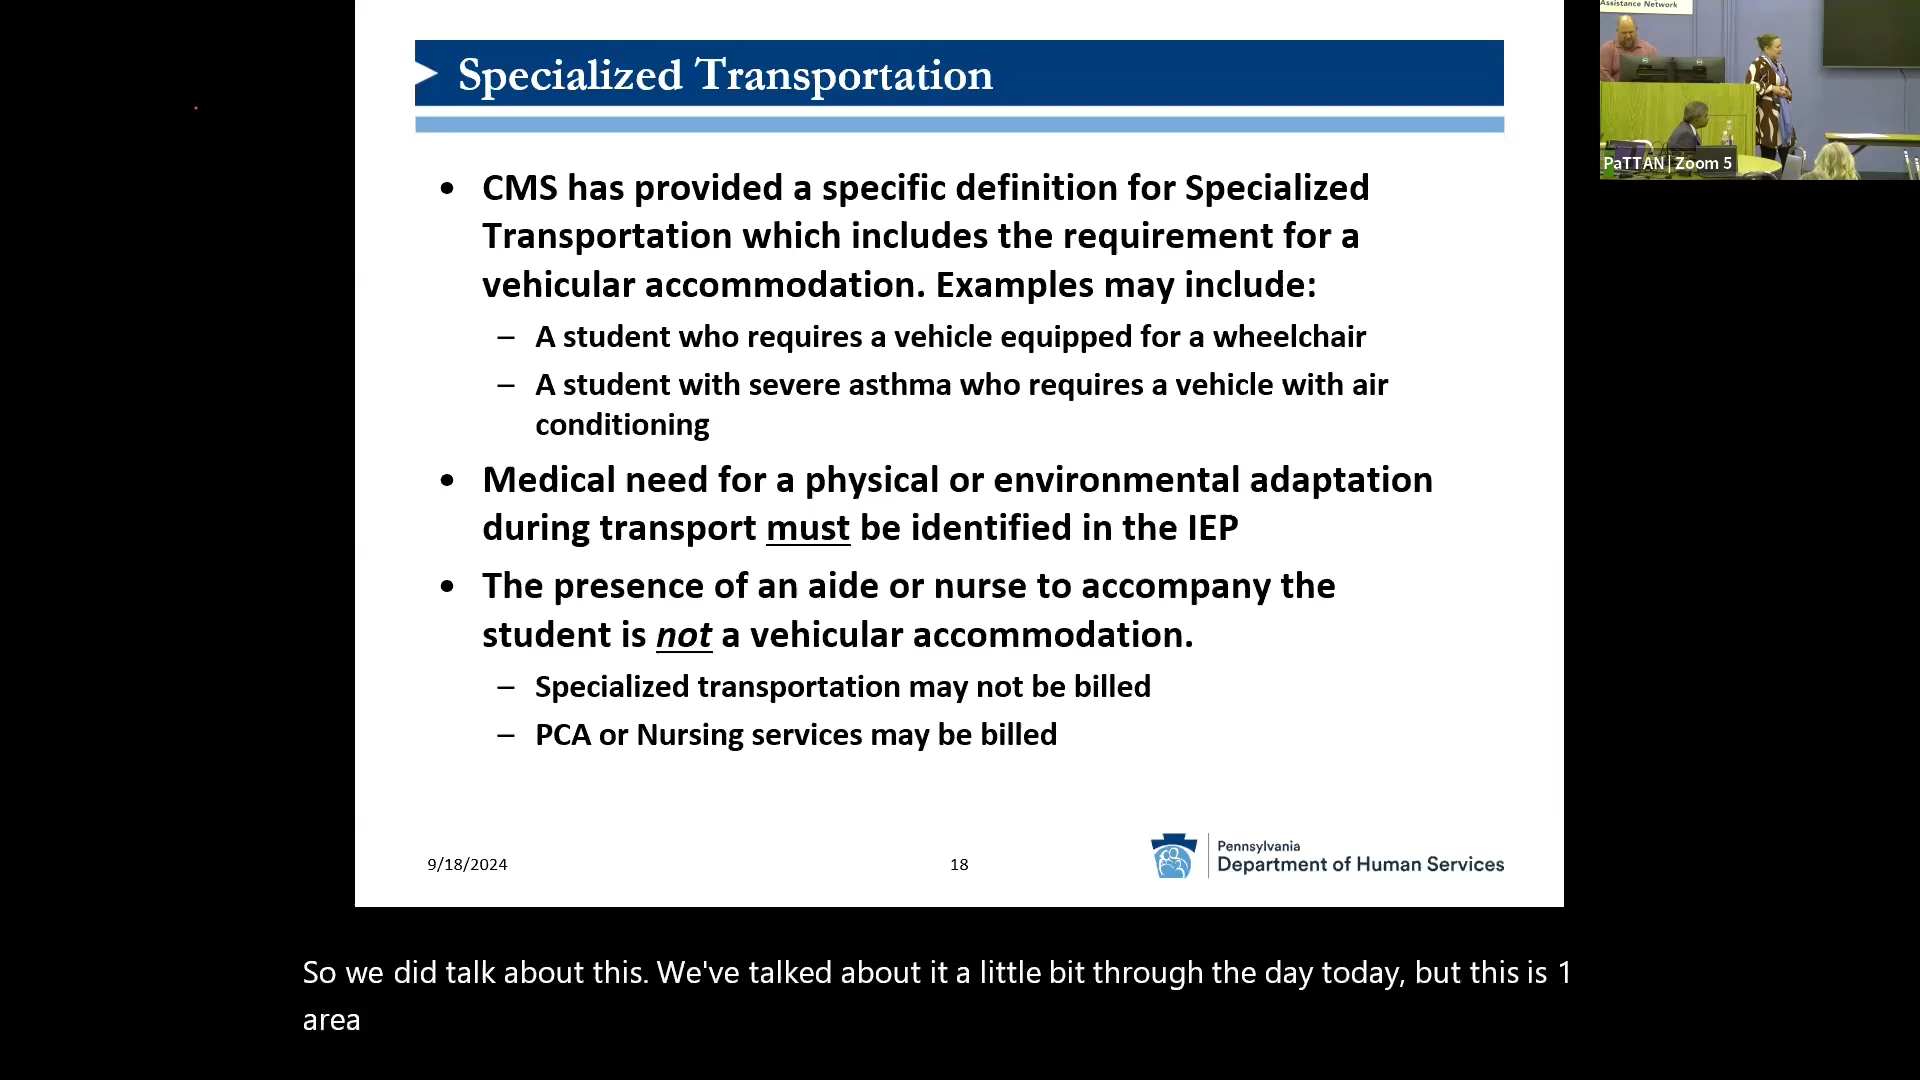 Assistance Network
Specialized Transportation
• CMS has provided a specific definition for Specialized
Transportation which includes the requirement for a
vehicular accommodation. Examples may include:
– A student who requires a vehicle equipped for a wheelchair
– A student with severe asthma who requires a vehicle with air
conditioning
• Medical need for a physical or environmental adaptation
during transport must be identified in the IEP
• The presence of an aide or nurse to accompany the
student is not a vehicular accommodation.
– Specialized transportation may not be billed
– PCA or Nursing services may be billed
PaTTAN | Zoom 5
9/18/2024
18
Pennsylvania
Department of Human Services
So we did talk about this. We've talked about it a little bit through the day today, but this is 1
area